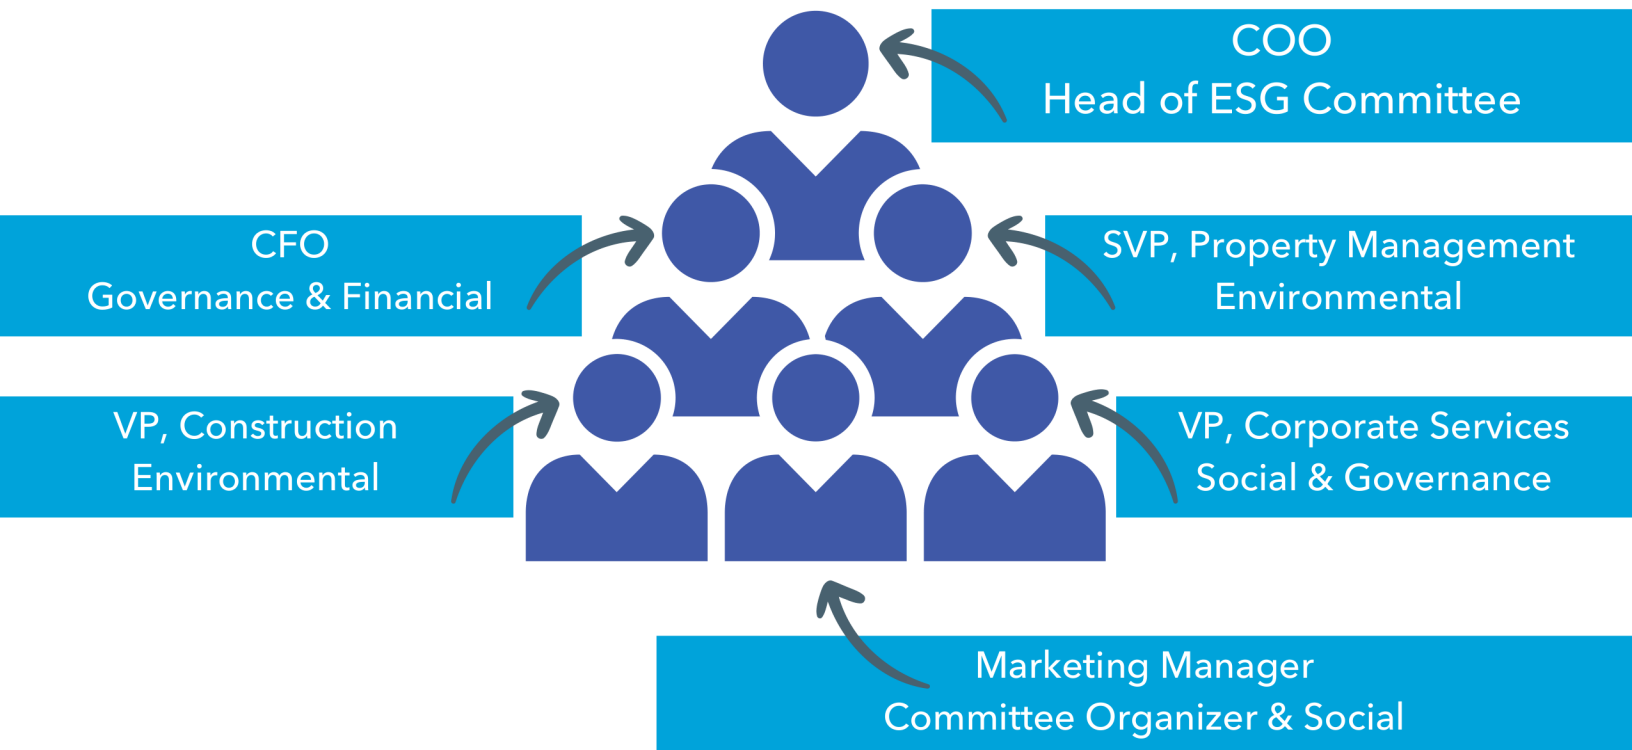 COO
Head of ESG Committee
CFO
Governance & Financial
SVP, Property Management
Environmental
VP, Construction
Environmental
VP, Corporate Services
Social & Governance
Marketing Manager
Committee Organizer & Social